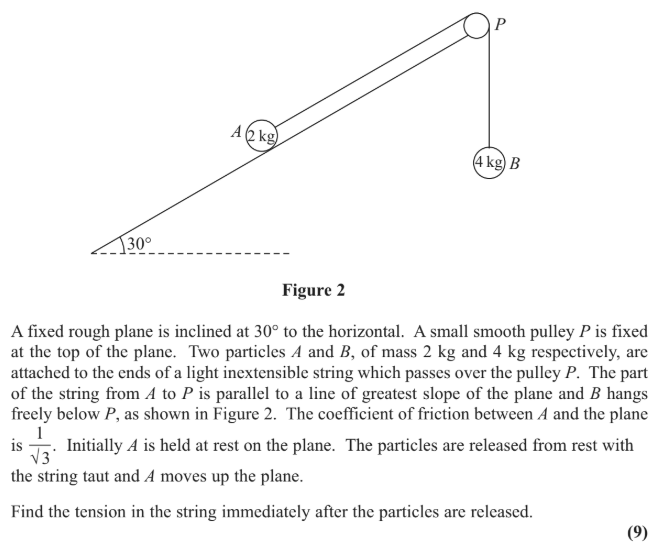 P
A 2 kg
4 kg B
30°
Figure 2
A fixed rough plane is inclined at 30° to the horizontal. A small smooth pulley P is fixed
at the top of the plane. Two particles A and B, of mass 2 kg and 4 kg respectively, are
attached to the ends of a light inextensible string which passes over the pulley P. The part
of the string from A to P is parallel to a line of greatest slope of the plane and B hangs
freely below P, as shown in Figure 2. The coefficient of friction between A and the plane
is 1/√3. Initially A is held at rest on the plane. The particles are released from rest with
the string taut and A moves up the plane.
Find the tension in the string immediately after the particles are released.
(9)